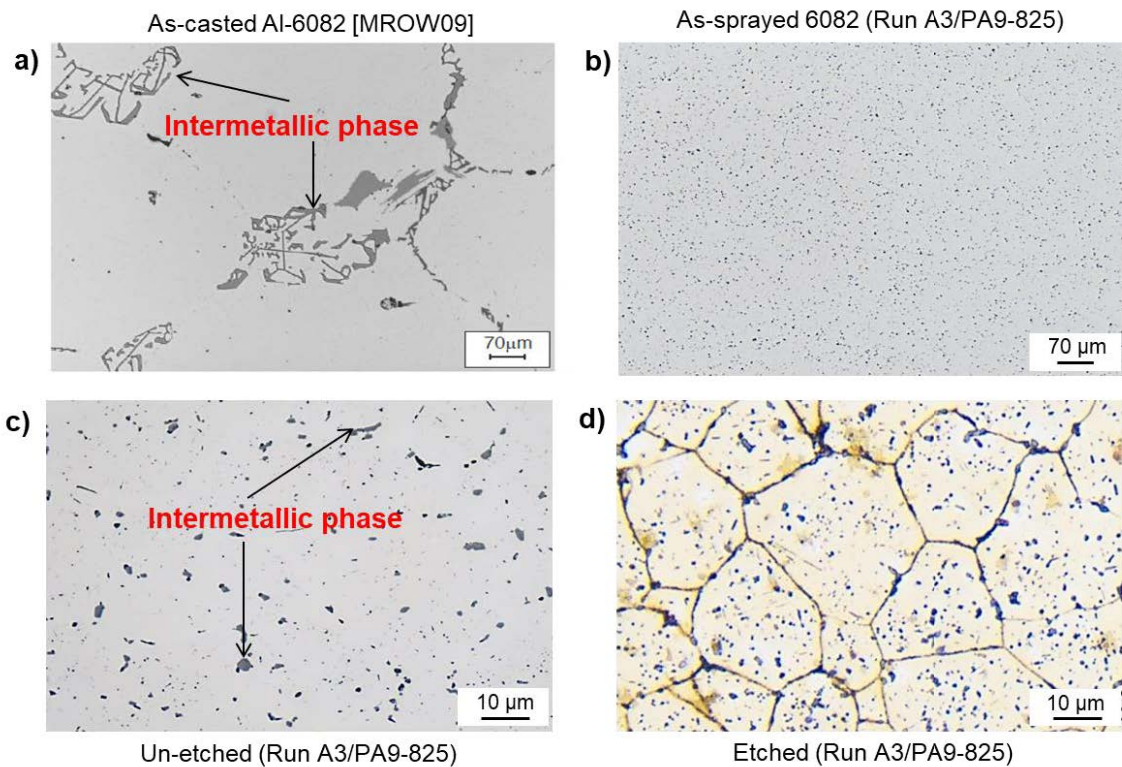 As-casted Al-6082 [MROW09]
As-sprayed 6082 (Run A3/PA9-825)
a)
b)
Intermetallic phase
70μm
70 µm
c)
d)
Intermetallic phase
10 µm
10 µm
Un-etched (Run A3/PA9-825)
Etched (Run A3/PA9-825)